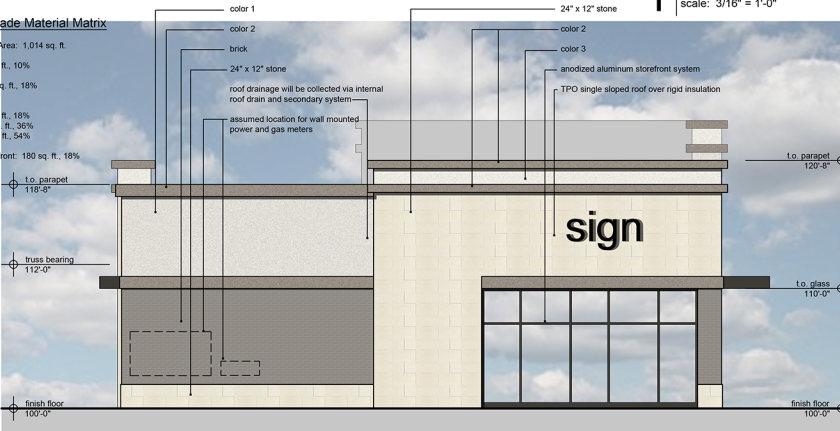 color 1
color 2
brick
24" x 12" stone
roof drainage will be collected via internal
roof drain and secondary system
assumed location for wall mounted
power and gas meters
24" x 12" stone
color 2
color 3
anodized aluminum storefront system
TPO single sloped roof over rigid insulation
scale: 3/16" = 1'-0"
ade Material Matrix
Area: 1,014 sq. ft.
ft., 10%
q. ft., 18%
ft., 18%
. ft., 36%
ft., 54%
ront: 180 sq. ft., 18%
t.o. parapet
118'-8"
truss bearing
112'-0"
finish floor
100'-0"
sign
t.o. parapet
120'-8"
t.o. glass
110'-0"
finish floor
100'-0"